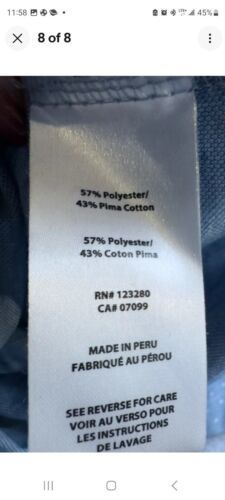 11:58
45%
8 of 8
57% Polyester/
43% Pima Cotton
57% Polyester/
43% Coton Pima
RN# 123280
CA# 07099
MADE IN PERU
FABRIQUÉ AU PÉROU
SEE REVERSE FOR CARE
VOIR AU VERSO POUR
LES INSTRUCTIONS
DE LAVAGE